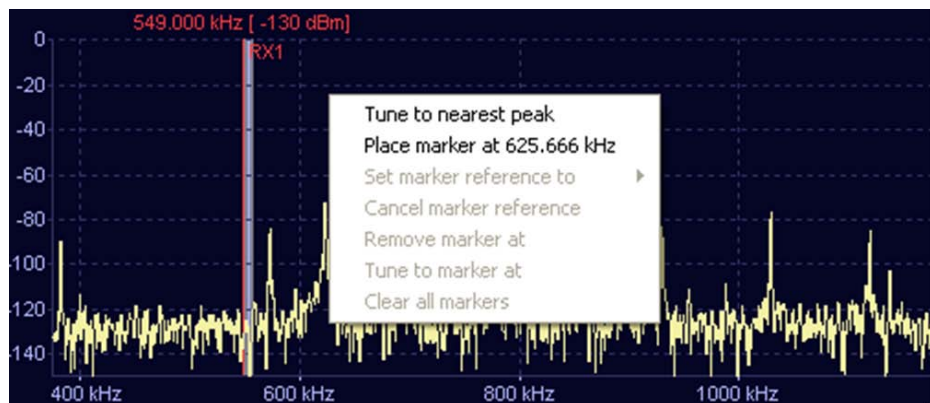 549.000 kHz [ -130 dBm]
RX1
0
-20
-40
-60
-80
-100
-120
-140
Tune to nearest peak
Place marker at 625.666 kHz
Set marker reference to
Cancel marker reference
Remove marker at
Tune to marker at
Clear all markers
400 kHz
600 kHz
800 kHz
1000 kHz